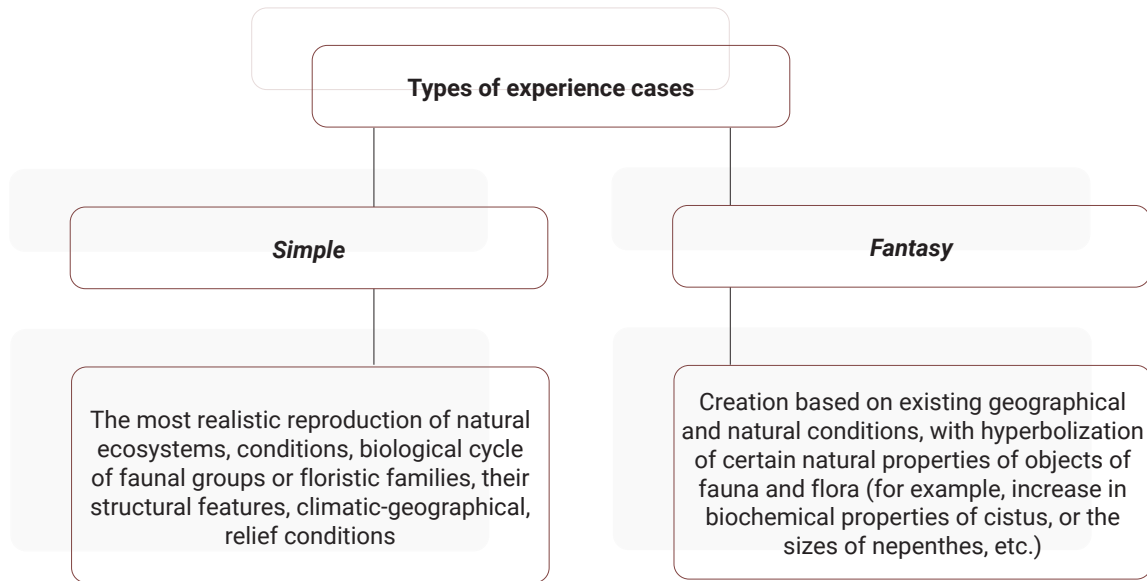 Types of experience cases
Simple
Fantasy
The most realistic reproduction of natural
ecosystems, conditions, biological cycle
of faunal groups or floristic families, their
structural features, climatic-geographical,
relief conditions
Creation based on existing geographical
and natural conditions, with hyperbolization
of certain natural properties of objects of
fauna and flora (for example, increase in
biochemical properties of cistus, or the
sizes of nepenthes, etc.)